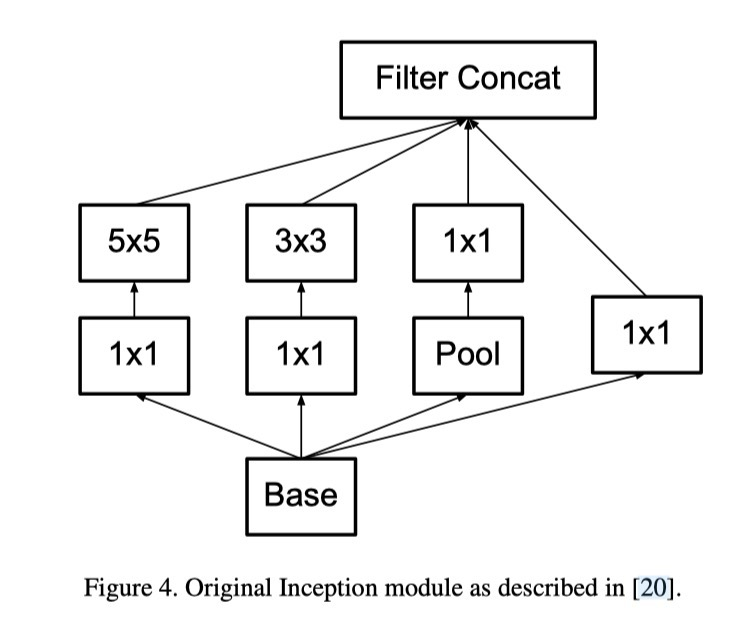 Filter Concat
5x5
3x3
1x1
1x1
1x1
1x1
Pool
Base
Figure 4. Original Inception module as described in [20].